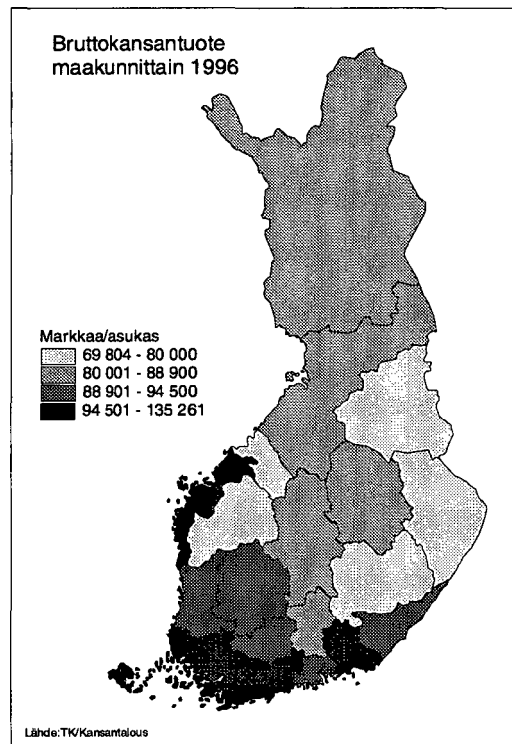 Bruttokansantuote
maakunnittain 1996
Markkaa/asukas
69 804 - 80 000
80 001 - 88 900
88 901 - 94 500
94 501 - 135 261
Lähde:TK/Kansantalous